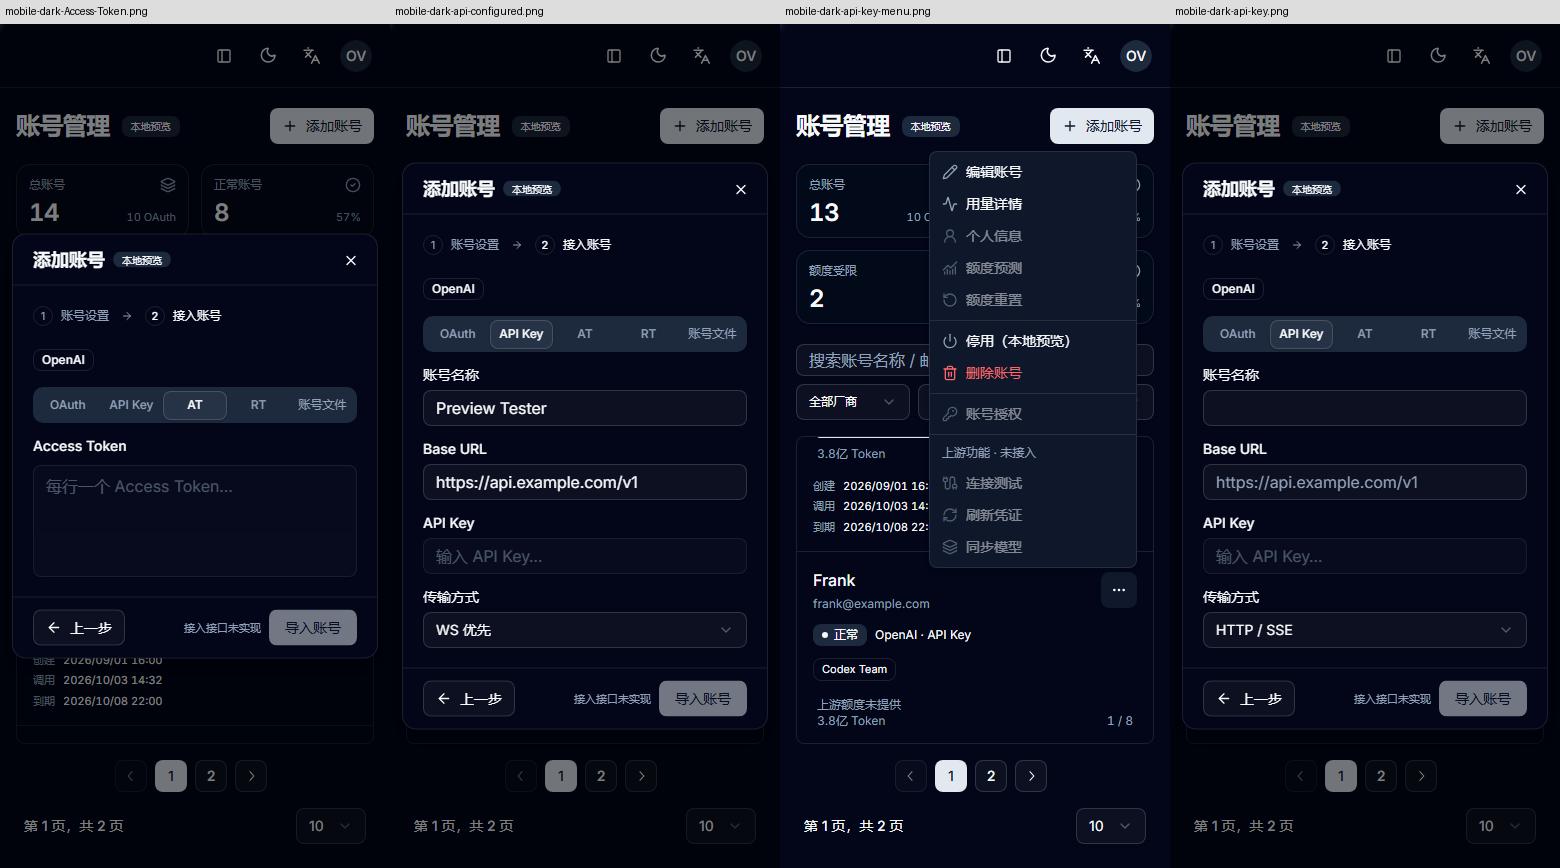 mobile-dark-Access-Token.png
OV
账号管理 本地预览
添加账号
总账号
14
10 OAuth
正常账号
8
57%
添加账号 本地预览
1 账号设置 → 2 接入账号
OpenAI
OAuth API Key AT RT 账号文件
Access Token
每行一个 Access Token...
上一步
接入接口未实现
导入账号
创建 2026/09/01 16:00
调用 2026/10/03 14:32
到期 2026/10/08 22:00
1 2
第 1 页，共 2 页
10
mobile-dark-api-configured.png
OV
账号管理 本地预览
添加账号
添加账号 本地预览
1 账号设置 → 2 接入账号
OpenAI
OAuth API Key AT RT 账号文件
账号名称
Preview Tester
Base URL
https://api.example.com/v1
API Key
输入 API Key...
传输方式
WS 优先
上一步
接入接口未实现
导入账号
1 2
第 1 页，共 2 页
10
mobile-dark-api-key-menu.png
OV
账号管理 本地预览
添加账号
总账号
13
10 O
额度受限
2
搜索账号名称 / 邮
全部厂商
编辑账号
用量详情
个人信息
额度预测
额度重置
停用（本地预览）
删除账号
账号授权
上游功能 · 未接入
连接测试
刷新凭证
同步模型
3.8亿 Token
创建 2026/09/01 16:
调用 2026/10/03 14:
到期 2026/10/08 22:
Frank
frank@example.com
正常 OpenAI · API Key
Codex Team
上游额度未提供
3.8亿 Token
1 / 8
1 2
第 1 页，共 2 页
10
mobile-dark-api-key.png
OV
账号管理 本地预览
添加账号
添加账号 本地预览
1 账号设置 → 2 接入账号
OpenAI
OAuth API Key AT RT 账号文件
账号名称
Base URL
https://api.example.com/v1
API Key
输入 API Key...
传输方式
HTTP / SSE
上一步
接入接口未实现
导入账号
1 2
第 1 页，共 2 页
10